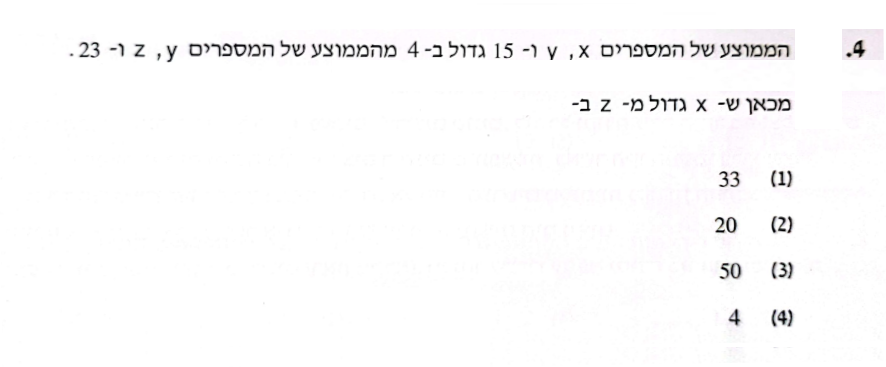 4. הממוצע של המספרים x, y ו- 15 גדול ב- 4 מהממוצע של המספרים y, z ו- 23.
מכאן ש- x גדול מ- z ב-
(1) 33
(2) 20
(3) 50
(4) 4